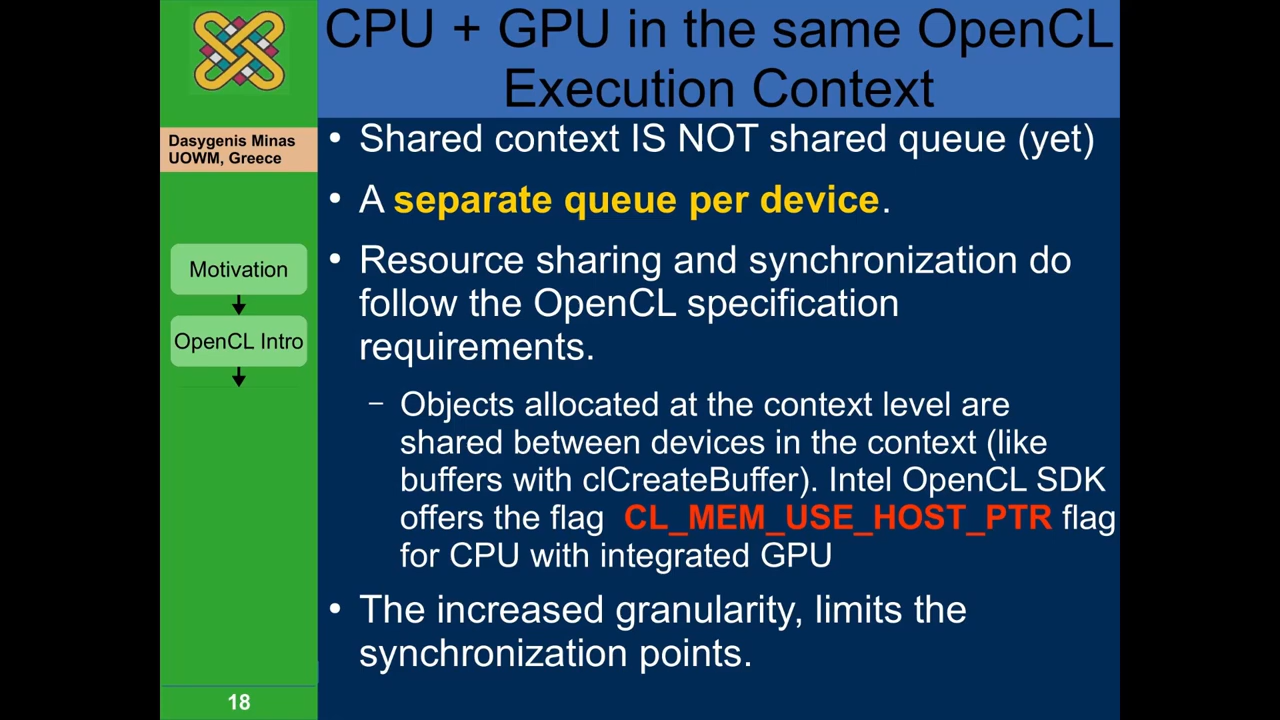 CPU + GPU in the same OpenCL
Execution Context
Dasygenis Minas
UOWM, Greece
Motivation
OpenCL Intro
• Shared context IS NOT shared queue (yet)
• A separate queue per device.
• Resource sharing and synchronization do
follow the OpenCL specification
requirements.
– Objects allocated at the context level are
shared between devices in the context (like
buffers with clCreateBuffer). Intel OpenCL SDK
offers the flag CL_MEM_USE_HOST_PTR flag
for CPU with integrated GPU
• The increased granularity, limits the
synchronization points.
18